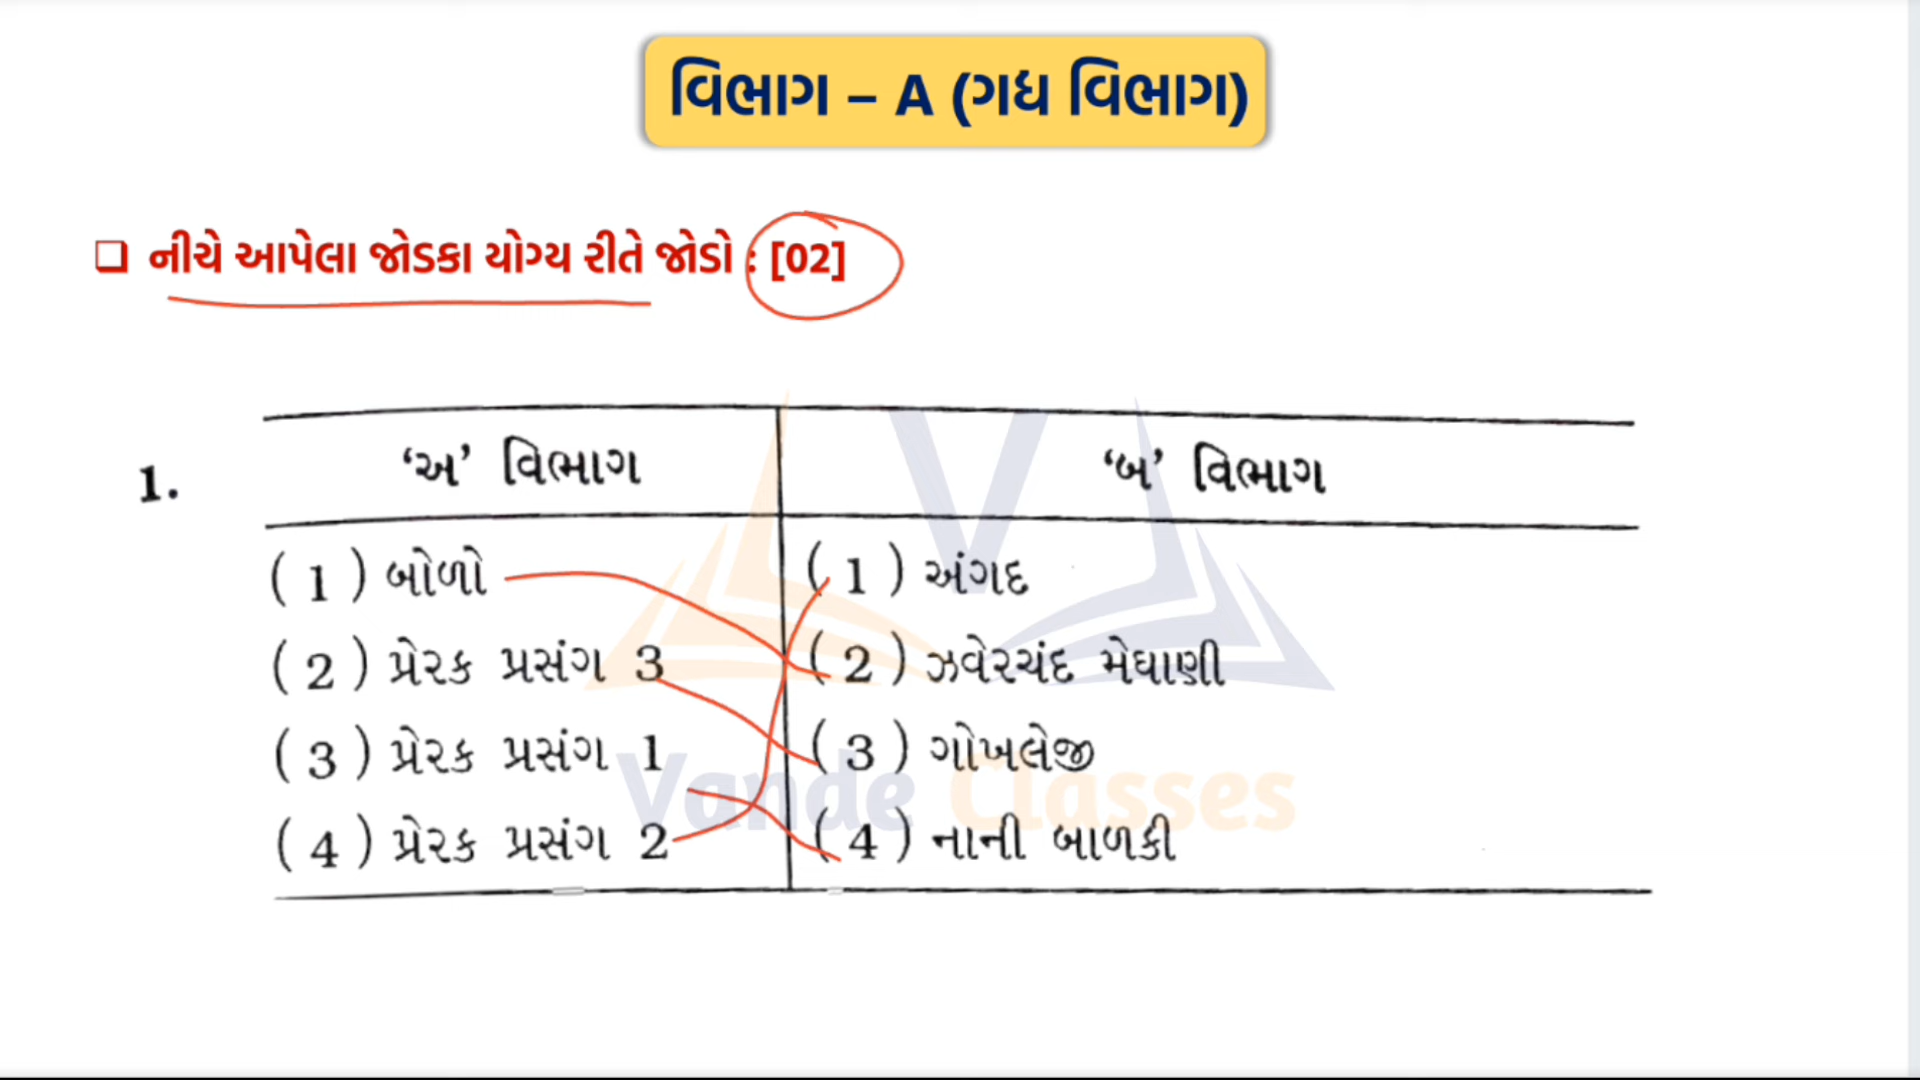 વિભાગ – A (ગદ્ય વિભાગ)
❑ નીચે આપેલા જોડકા યોગ્ય રીતે જોડો : [02]
1. ‘અ’ વિભાગ ‘બ’ વિભાગ
( 1 ) બોળો ( 1 ) અંગદ
( 2 ) પ્રેરક પ્રસંગ 3 ( 2 ) ઝવેરચંદ મેઘાણી
( 3 ) પ્રેરક પ્રસંગ 1 ( 3 ) ગોખલેજી
( 4 ) પ્રેરક પ્રસંગ 2 ( 4 ) નાની બાળકી
Vande Classes